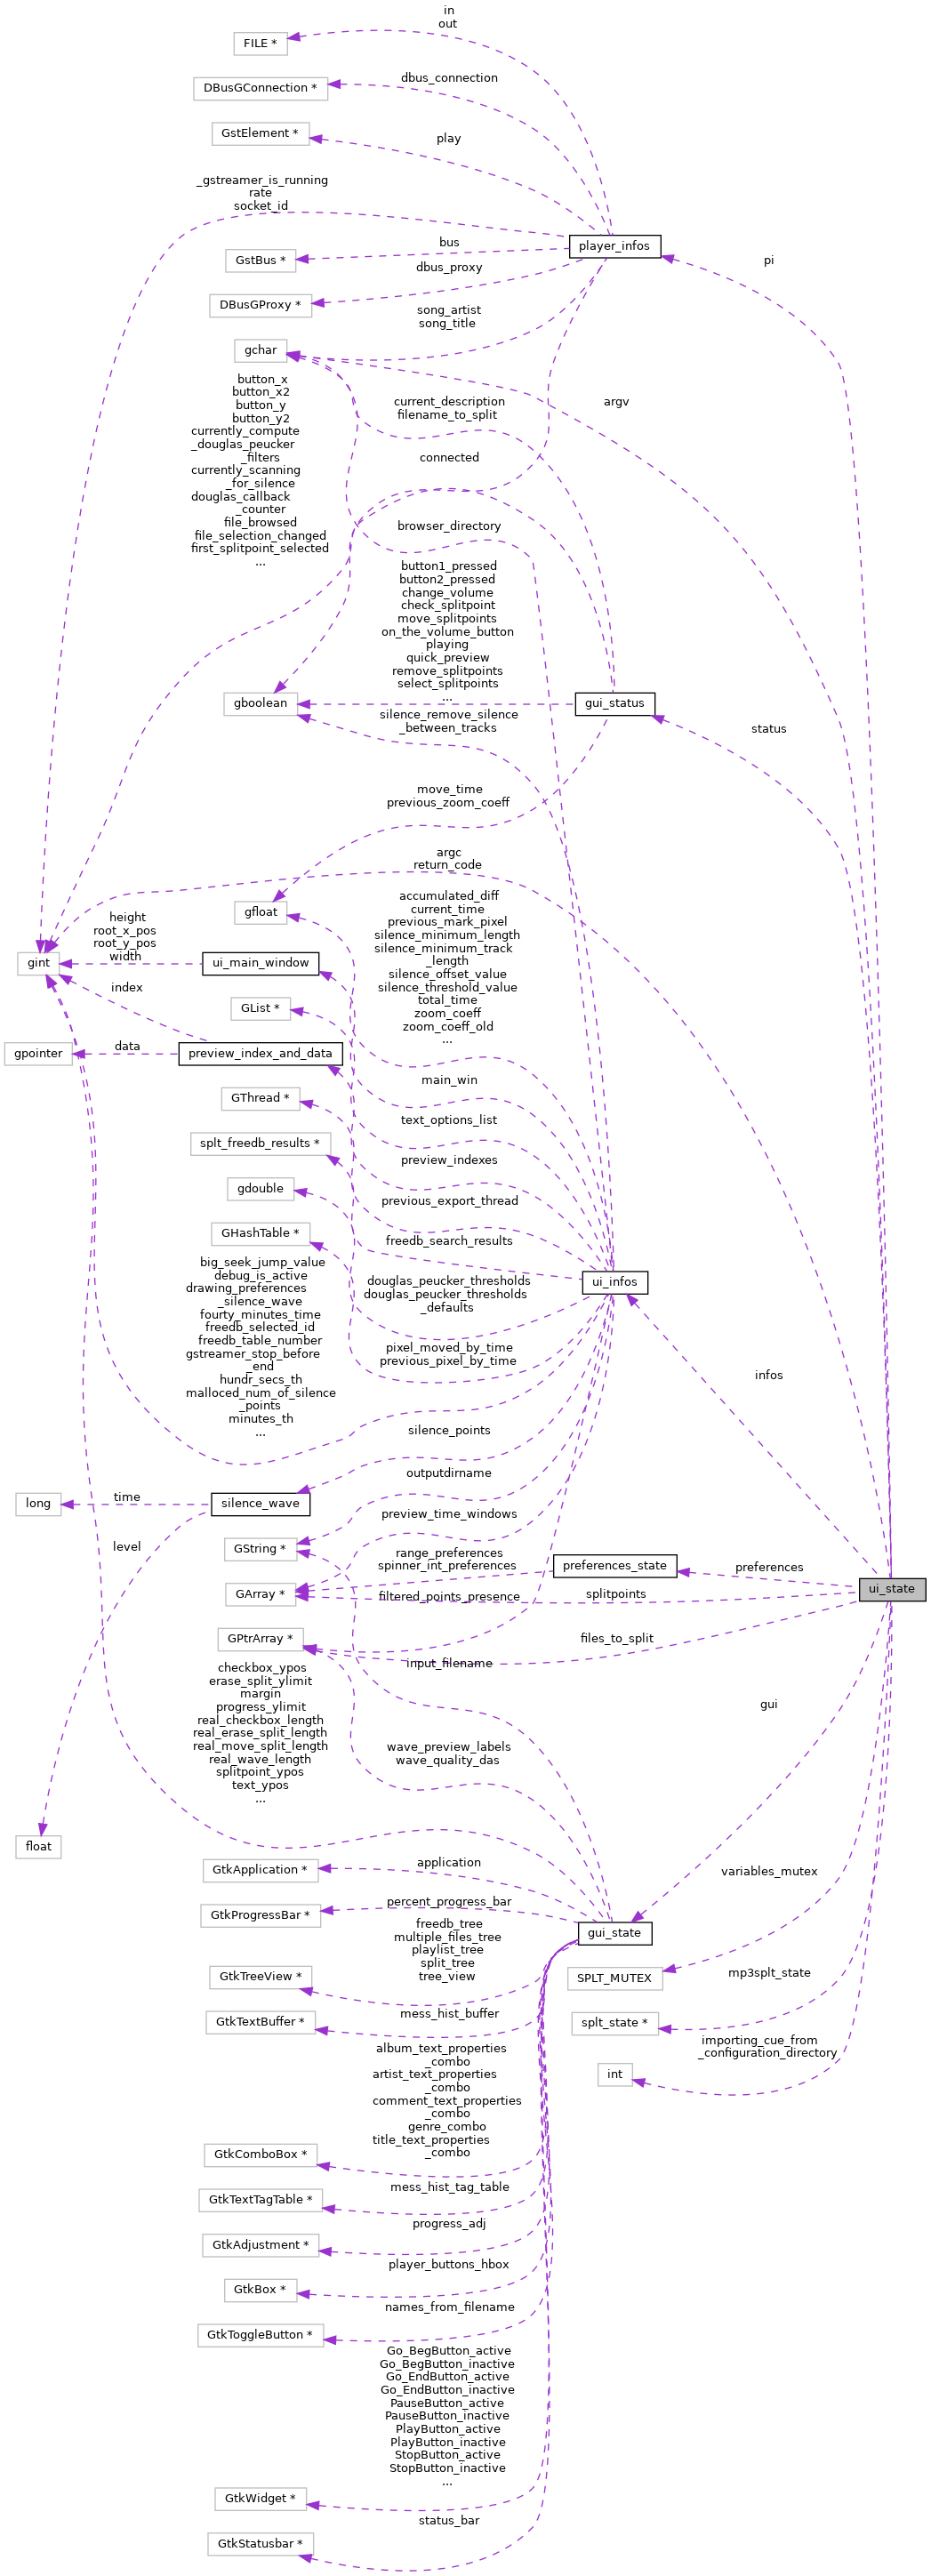 in
out
FILE *
dbus_connection
DBusGConnection *
GstElement *
play
_gstreamer_is_running
rate
socket_id
player_infos
bus
GstBus *
pi
dbus_proxy
DBusGProxy *
song_artist
song_title
gchar
button_x
button_x2
button_y
button_y2
currently_compute
_douglas_peucker
_filters
currently_scanning
_for_silence
douglas_callback
_counter
file_browsed
file_selection_changed
first_splitpoint_selected
...
current_description
filename_to_split
argv
connected
browser_directory
button1_pressed
button2_pressed
change_volume
check_splitpoint
move_splitpoints
on_the_volume_button
playing
quick_preview
remove_splitpoints
select_splitpoints
...
gboolean
gui_status
silence_remove_silence
_between_tracks
status
move_time
previous_zoom_coeff
argc
return_code
accumulated_diff
current_time
previous_mark_pixel
silence_minimum_length
silence_minimum_track
_length
silence_offset_value
silence_threshold_value
total_time
zoom_coeff
zoom_coeff_old
...
gfloat
height
root_x_pos
root_y_pos
width
gint
ui_main_window
index
GList *
gpointer
data
preview_index_and_data
main_win
GThread *
text_options_list
splt_freedb_results *
preview_indexes
gdouble
previous_export_thread
GHashTable *
freedb_search_results
big_seek_jump_value
debug_is_active
drawing_preferences
_silence_wave
fourty_minutes_time
freedb_selected_id
freedb_table_number
gstreamer_stop_before
_end
hundr_secs_th
malloced_num_of_silence
_points
minutes_th
...
douglas_peucker_thresholds
douglas_peucker_thresholds
_defaults
ui_infos
pixel_moved_by_time
previous_pixel_by_time
infos
silence_points
outputdirname
long
time
silence_wave
preview_time_windows
level
GString *
range_preferences
spinner_int_preferences
preferences_state
preferences
ui_state
GArray *
filtered_points_presence
splitpoints
GPtrArray *
files_to_split
input_filename
checkbox_ypos
erase_split_ylimit
margin
progress_ylimit
real_checkbox_length
real_erase_split_length
real_move_split_length
real_wave_length
splitpoint_ypos
text_ypos
...
gui
wave_preview_labels
wave_quality_das
float
GtkApplication *
application
variables_mutex
GtkProgressBar *
percent_progress_bar
freedb_tree
multiple_files_tree
playlist_tree
split_tree
tree_view
gui_state
GtkTreeView *
SPLT_MUTEX
mp3splt_state
GtkTextBuffer *
mess_hist_buffer
splt_state *
importing_cue_from
_configuration_directory
album_text_properties
_combo
artist_text_properties
_combo
comment_text_properties
_combo
genre_combo
title_text_properties
_combo
int
GtkComboBox *
mess_hist_tag_table
GtkTextTagTable *
progress_adj
GtkAdjustment *
player_buttons_hbox
GtkBox *
names_from_filename
GtkToggleButton *
Go_BegButton_active
Go_BegButton_inactive
Go_EndButton_active
Go_EndButton_inactive
PauseButton_active
PauseButton_inactive
PlayButton_active
PlayButton_inactive
StopButton_active
StopButton_inactive
...
GtkWidget *
status_bar
GtkStatusbar *